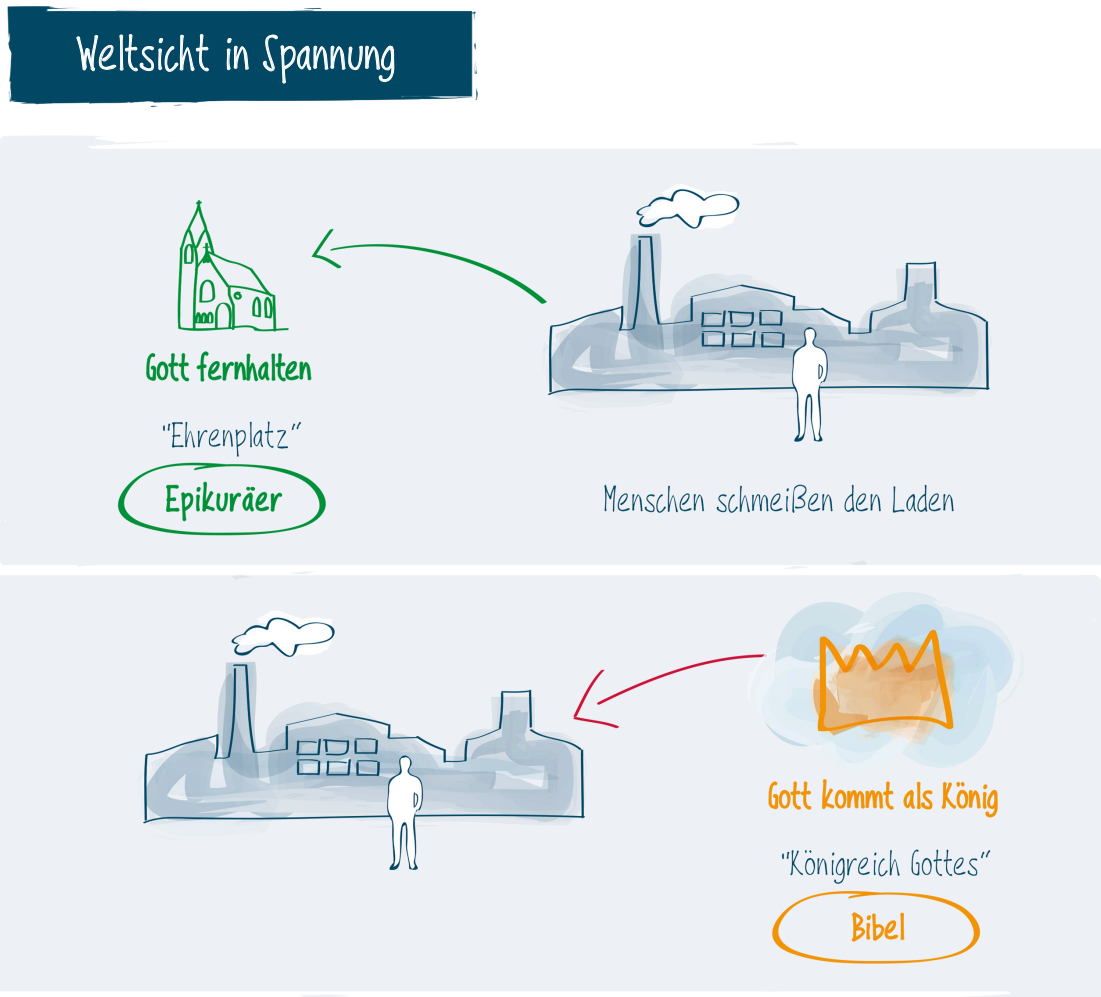 Weltsicht in Spannung
Gott fernhalten
"Ehrenplatz"
Epikuräer
Menschen schmeißen den Laden
Gott kommt als König
"Königreich Gottes"
Bibel